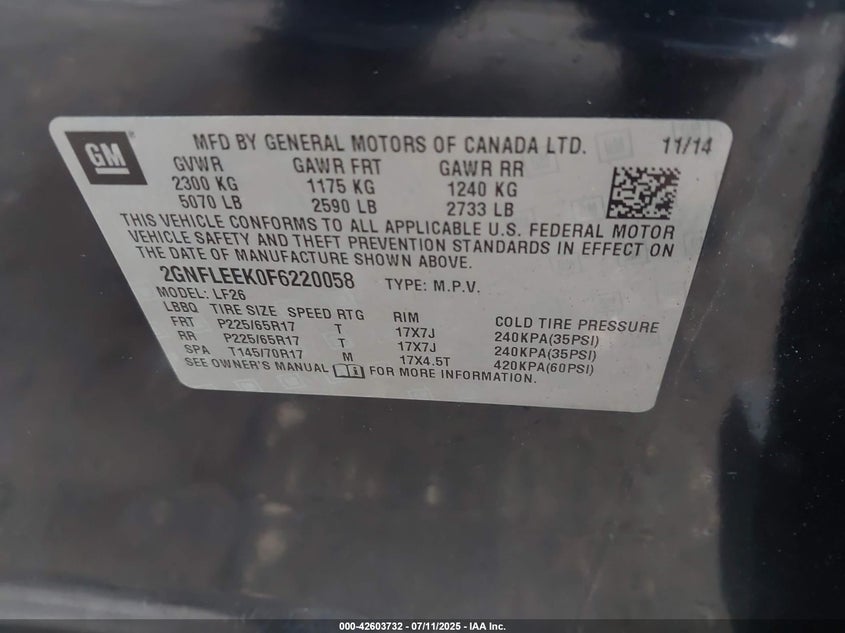 GM
MFD BY GENERAL MOTORS OF CANADA LTD. 11/14
GVWR GAWR FRT GAWR RR
2300 KG 1175 KG 1240 KG
5070 LB 2590 LB 2733 LB
THIS VEHICLE CONFORMS TO ALL APPLICABLE U.S. FEDERAL MOTOR
VEHICLE SAFETY AND THEFT PREVENTION STANDARDS IN EFFECT ON
THE DATE OF MANUFACTURE SHOWN ABOVE.
2GNFLEEK0F6220058 TYPE: M.P.V.
MODEL: LF26
LBBQ TIRE SIZE SPEED RTG RIM COLD TIRE PRESSURE
FRT P225/65R17 T 17X7J 240KPA(35PSI)
RR P225/65R17 T 17X7J 240KPA(35PSI)
SPA T145/70R17 M 17X4.5T 420KPA(60PSI)
SEE OWNER'S MANUAL FOR MORE INFORMATION.
000-42603732 - 07/11/2025 - IAA Inc.